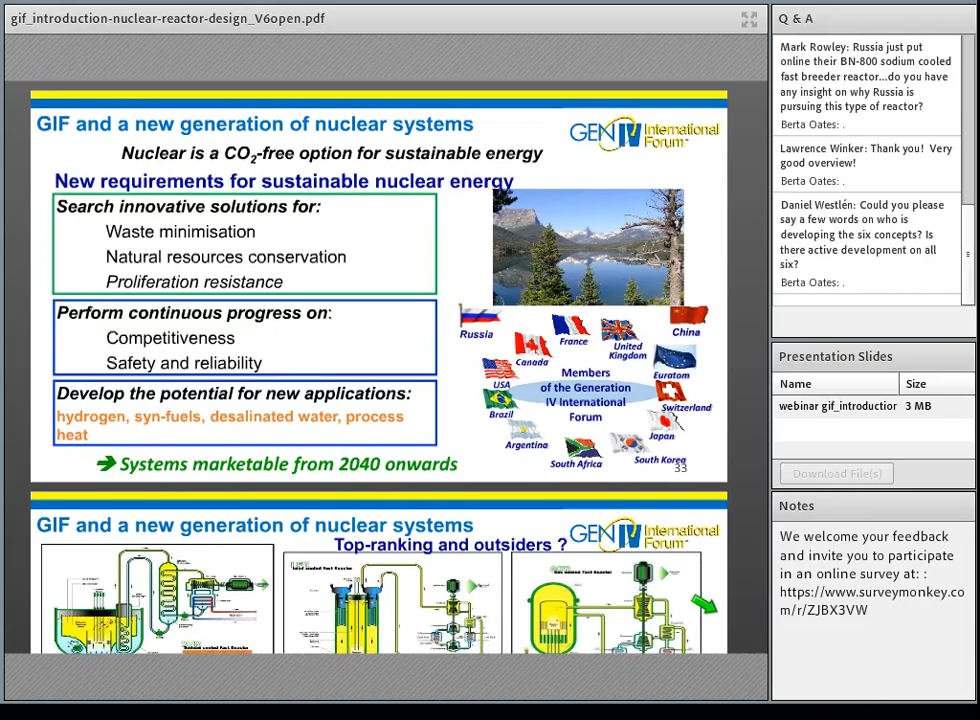 gif_introduction-nuclear-reactor-design_V6open.pdf
GIF and a new generation of nuclear systems
GEN IV International Forum™
Nuclear is a CO2-free option for sustainable energy
New requirements for sustainable nuclear energy
Search innovative solutions for:
Waste minimisation
Natural resources conservation
Proliferation resistance
Perform continuous progress on:
Competitiveness
Safety and reliability
Develop the potential for new applications:
hydrogen, syn-fuels, desalinated water, process
heat
Systems marketable from 2040 onwards
Russia
Canada
France
United
Kingdom
China
Euratom
USA
Members
of the Generation
IV International
Forum
Switzerland
Brazil
Japan
Argentina
South Africa
South Korea
33
GIF and a new generation of nuclear systems
GEN IV International Forum™
Top-ranking and outsiders ?
Q & A
Mark Rowley: Russia just put
online their BN-800 sodium cooled
fast breeder reactor...do you have
any insight on why Russia is
pursuing this type of reactor?
Berta Oates: .
Lawrence Winker: Thank you! Very
good overview!
Berta Oates: .
Daniel Westlén: Could you please
say a few words on who is
developing the six concepts? Is
there active development on all
six?
Berta Oates: .
Presentation Slides
Name Size
webinar gif_introductior 3 MB
Download File(s)
Notes
We welcome your feedback
and invite you to participate
in an online survey at: :
https://www.surveymonkey.co
m/r/ZJBX3VW